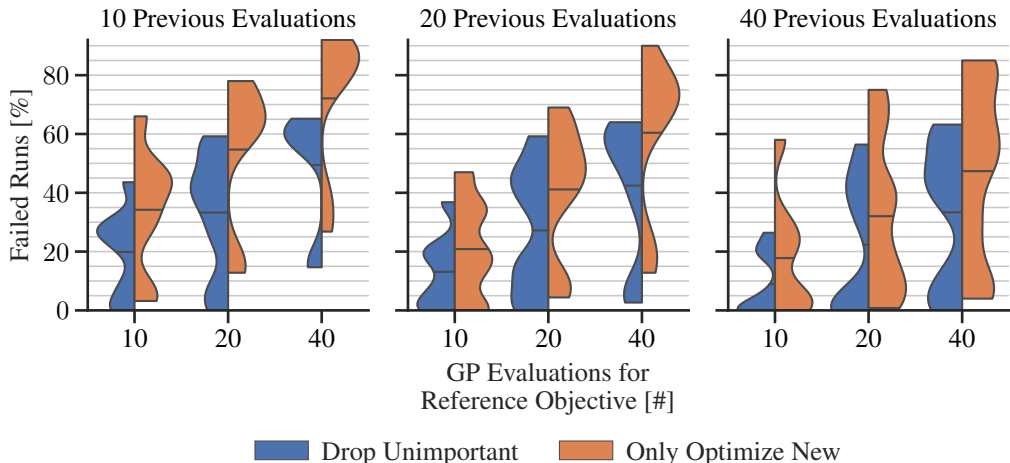 10 Previous Evaluations
20 Previous Evaluations
40 Previous Evaluations
Failed Runs [%]
80
60
40
20
0
10
20
40
10
20
40
10
20
40
GP Evaluations for
Reference Objective [#]
Drop Unimportant
Only Optimize New